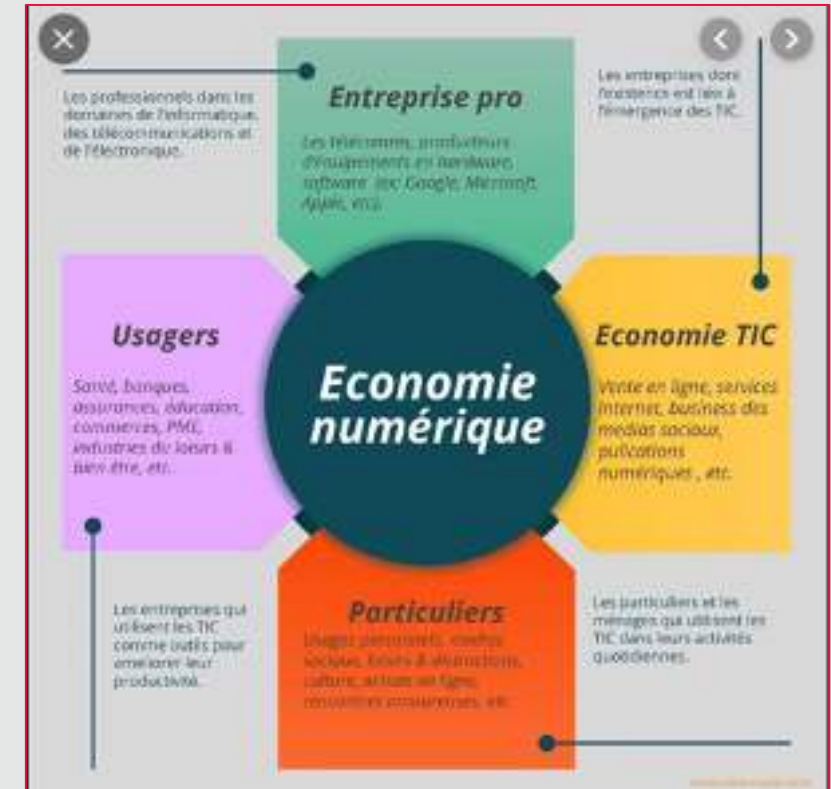 Les professionnels dans les
domaines de l'informatique,
des télécommunications et
de l'électronique.
Entreprise pro
Les télécomms, producteurs
d'équipements en hardware,
software (ex: Google, Microsoft,
Apple, etc).
Les entreprises dont
l'existence est liée à
l'émergence des TIC.
Usagers
Santé, banques,
assurances, éducation,
commerces, PME,
industries du loisirs &
bien être, etc.
Economie
numérique
Economie TIC
Vente en ligne, services
internet, business des
medias sociaux,
pulications
numériques , etc.
Les entreprises qui
utilisent les TIC
comme outils pour
ameliorer leur
productivité.
Particuliers
Usages personnels, medias
sociaux, loisirs & distractions,
culture, achats en ligne,
rencontres amoureuses, etc
Les particuliers et les
ménages qui utilisent les
TIC dans leurs activités
quotidiennes.